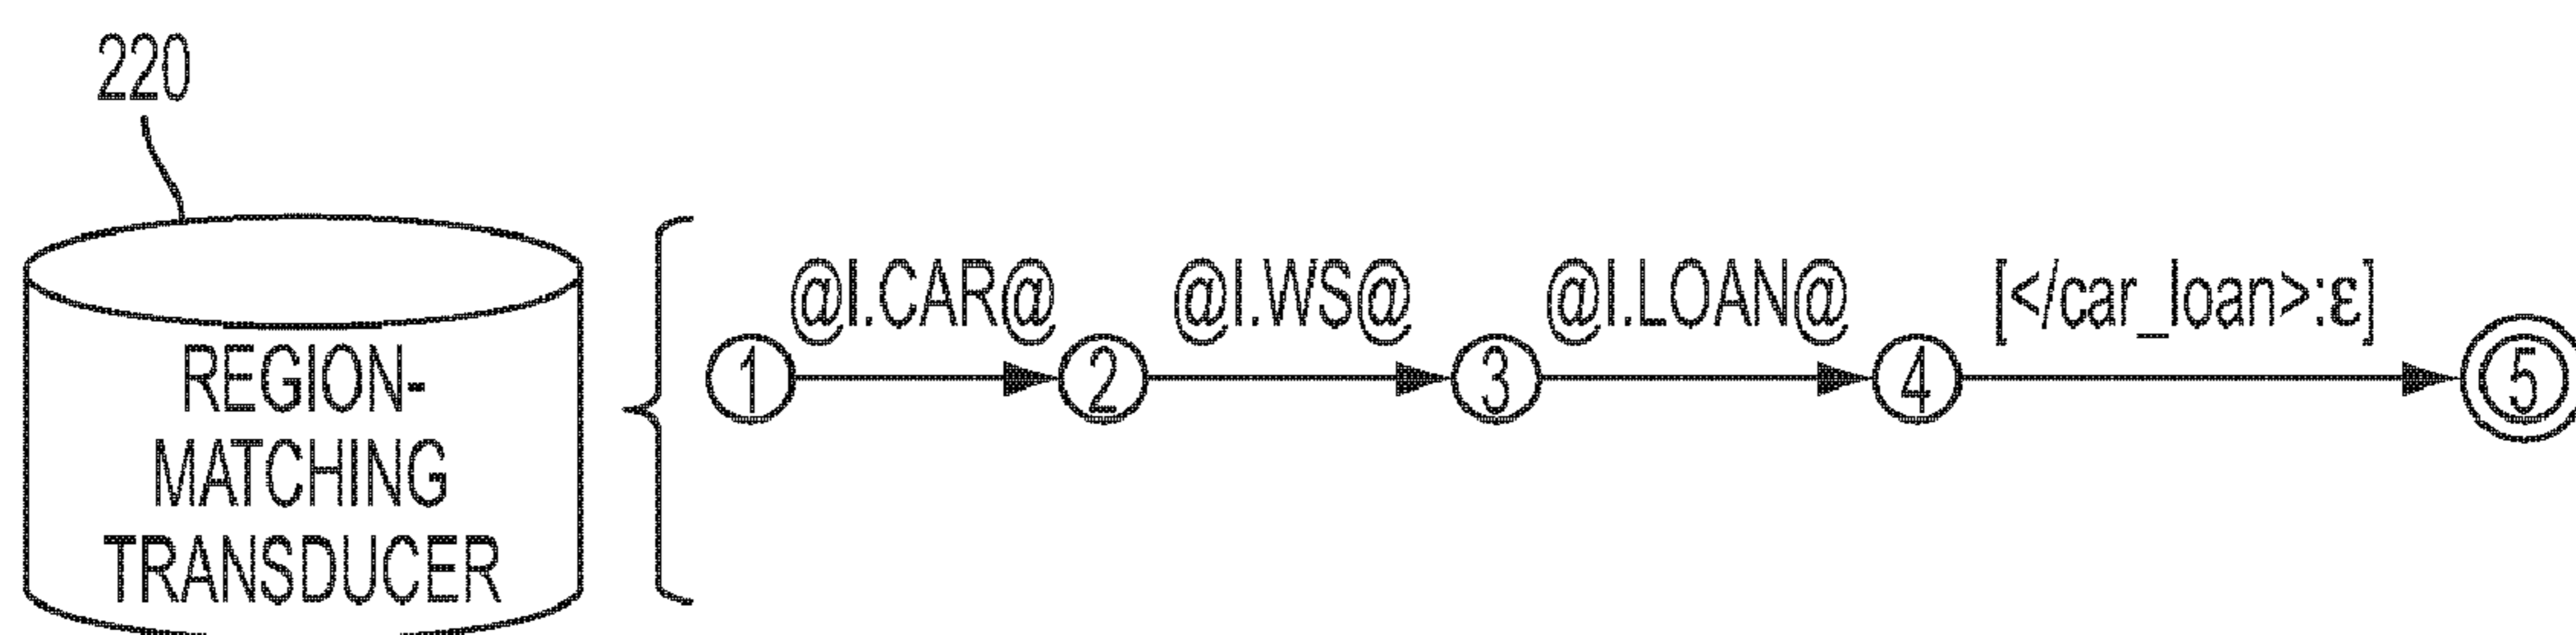 220
@I.CAR@ @I.WS@ @I.LOAN@ [</car_loan>:ε]
1 2 3 4 5
REGION-
MATCHING
TRANSDUCER